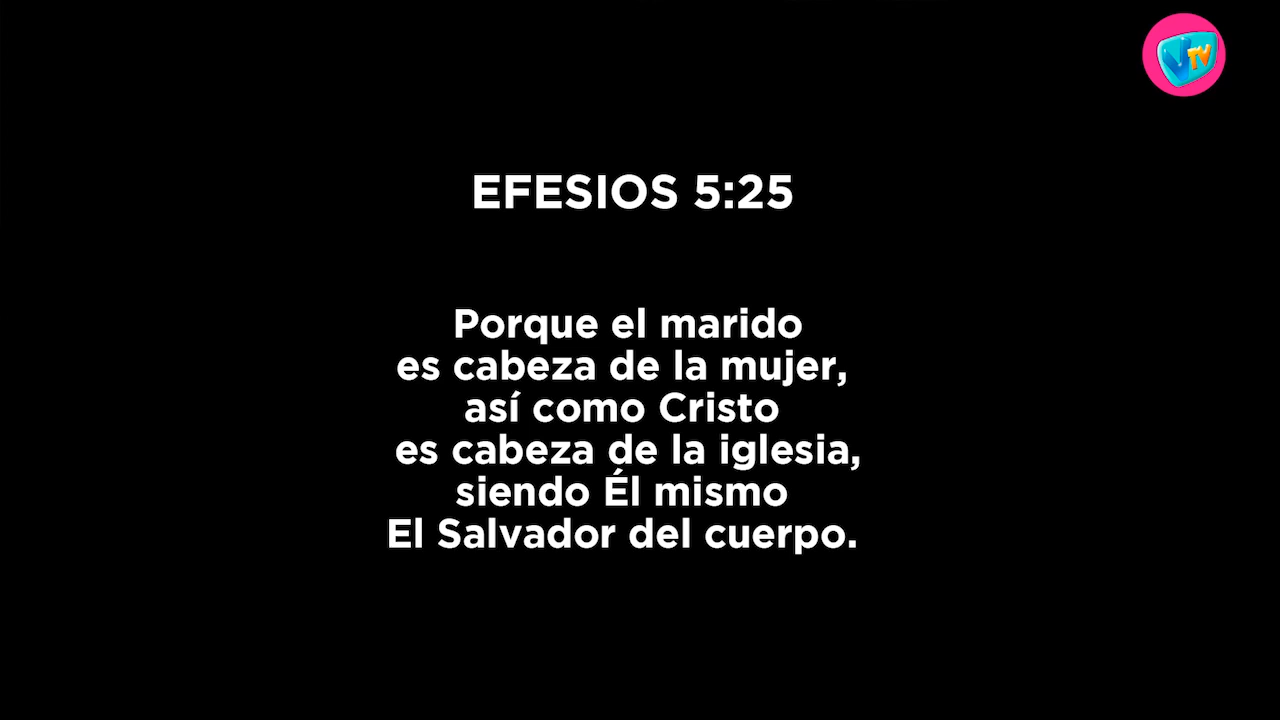 TV
EFESIOS 5:25
Porque el marido
es cabeza de la mujer,
así como Cristo
es cabeza de la iglesia,
siendo Él mismo
El Salvador del cuerpo.